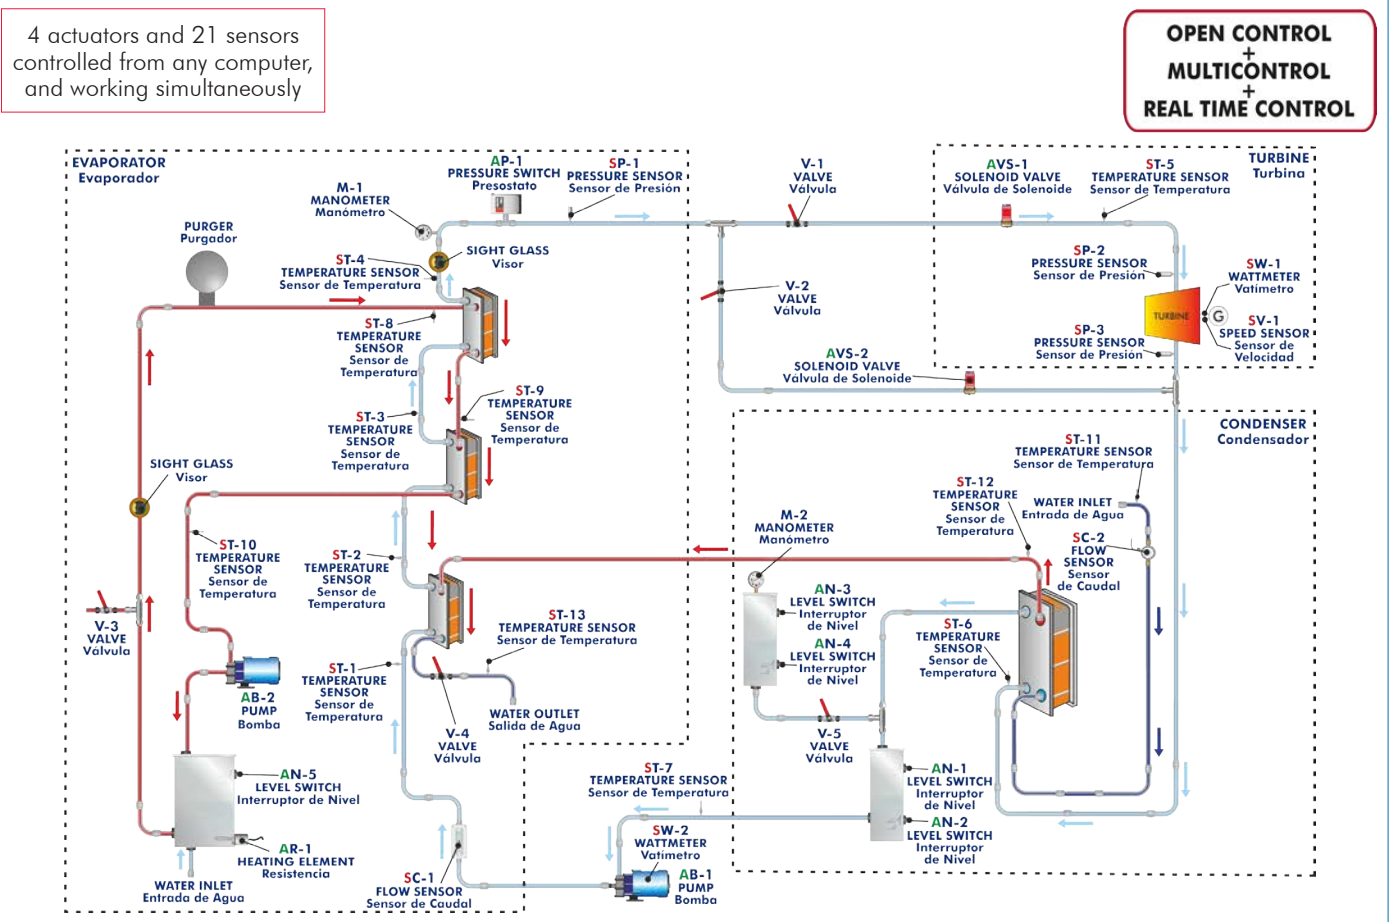 4 actuators and 21 sensors
controlled from any computer,
and working simultaneously
OPEN CONTROL
+
MULTICONTROL
+
REAL TIME CONTROL
EVAPORATOR
Evaporador
AP-1
PRESSURE SWITCH
Presostato
SP-1
PRESSURE SENSOR
Sensor de Presión
M-1
MANOMETER
Manómetro
PURGER
Purgador
SIGHT GLASS
Visor
ST-4
TEMPERATURE SENSOR
Sensor de Temperatura
ST-8
TEMPERATURE
SENSOR
Sensor de
Temperatura
ST-9
TEMPERATURE
SENSOR
Sensor de
Temperatura
ST-3
TEMPERATURE
SENSOR
Sensor de
Temperatura
SIGHT GLASS
Visor
ST-10
TEMPERATURE
SENSOR
Sensor de
Temperatura
ST-2
TEMPERATURE
SENSOR
Sensor de
Temperatura
V-3
VALVE
Válvula
ST-13
TEMPERATURE SENSOR
Sensor de Temperatura
ST-1
TEMPERATURE
SENSOR
Sensor de
Temperatura
AB-2
PUMP
Bomba
WATER OUTLET
Salida de Agua
V-4
VALVE
Válvula
AN-5
LEVEL SWITCH
Interruptor de Nivel
AR-1
HEATING ELEMENT
Resistencia
WATER INLET
Entrada de Agua
SC-1
FLOW SENSOR
Sensor de Caudal
V-1
VALVE
Válvula
V-2
VALVE
Válvula
AVS-2
SOLENOID VALVE
Válvula de Solenoide
TURBINE
Turbina
AVS-1
SOLENOID VALVE
Válvula de Solenoide
ST-5
TEMPERATURE SENSOR
Sensor de Temperatura
SP-2
PRESSURE SENSOR
Sensor de Presión
SW-1
WATTMETER
Vatímetro
TURBINE
G
SV-1
SPEED SENSOR
Sensor de
Velocidad
SP-3
PRESSURE SENSOR
Sensor de Presión
CONDENSER
Condensador
ST-11
TEMPERATURE SENSOR
Sensor de Temperatura
ST-12
TEMPERATURE
SENSOR
Sensor de
Temperatura
WATER INLET
Entrada de Agua
SC-2
FLOW
SENSOR
Sensor
de Caudal
M-2
MANOMETER
Manómetro
AN-3
LEVEL SWITCH
Interruptor
de Nivel
AN-4
LEVEL SWITCH
Interruptor
de Nivel
ST-6
TEMPERATURE
SENSOR
Sensor de
Temperatura
V-5
VALVE
Válvula
AN-1
LEVEL SWITCH
Interruptor
de Nivel
AN-2
LEVEL SWITCH
Interruptor
de Nivel
ST-7
TEMPERATURE SENSOR
Sensor de Temperatura
SW-2
WATTMETER
Vatímetro
AB-1
PUMP
Bomba